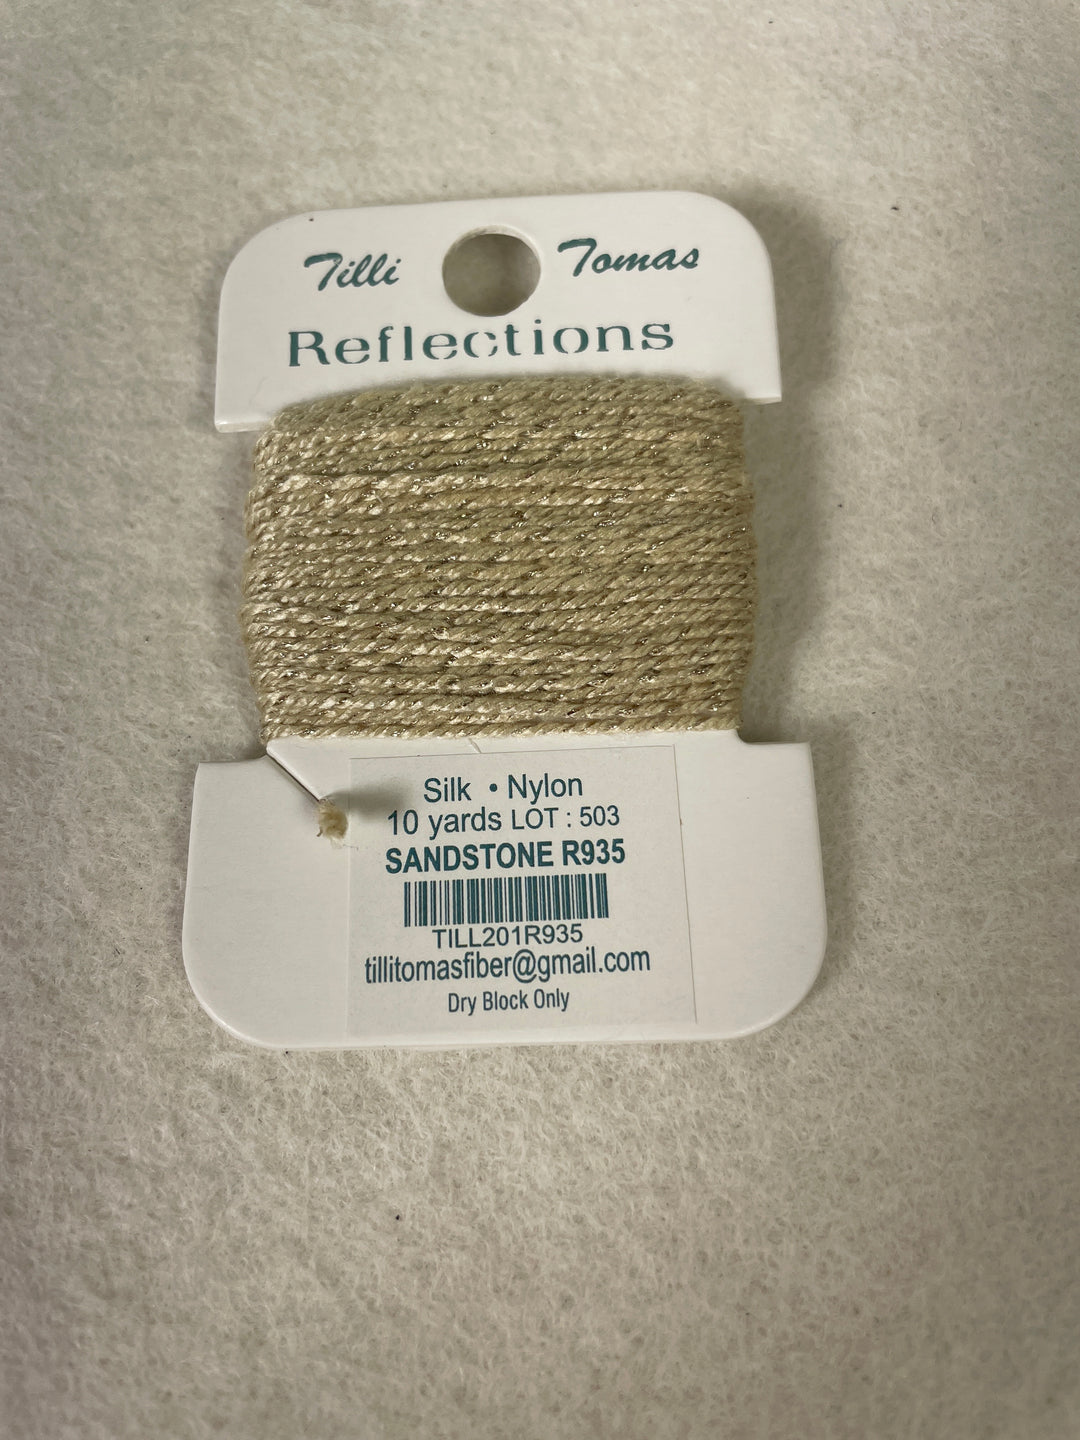 Tilli Tomas
Reflections
Silk • Nylon
10 yards LOT : 503
SANDSTONE R935
TILL201R935
tillitomasfiber@gmail.com
Dry Block Only